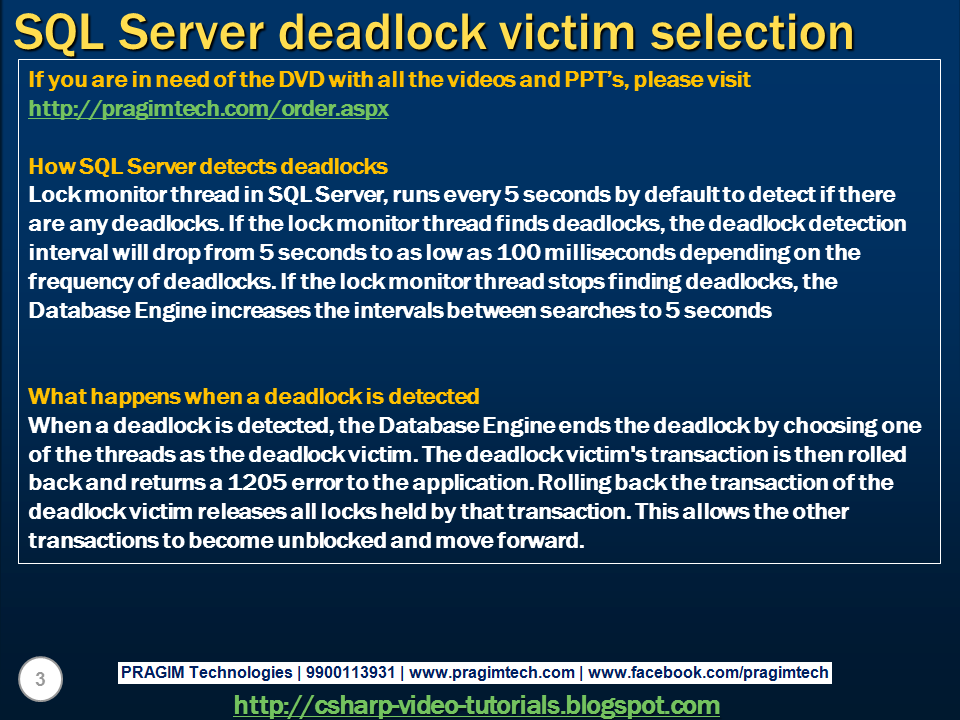 SQL Server deadlock victim selection
If you are in need of the DVD with all the videos and PPT’s, please visit
http://pragimtech.com/order.aspx
How SQL Server detects deadlocks
Lock monitor thread in SQL Server, runs every 5 seconds by default to detect if there
are any deadlocks. If the lock monitor thread finds deadlocks, the deadlock detection
interval will drop from 5 seconds to as low as 100 milliseconds depending on the
frequency of deadlocks. If the lock monitor thread stops finding deadlocks, the
Database Engine increases the intervals between searches to 5 seconds
What happens when a deadlock is detected
When a deadlock is detected, the Database Engine ends the deadlock by choosing one
of the threads as the deadlock victim. The deadlock victim's transaction is then rolled
back and returns a 1205 error to the application. Rolling back the transaction of the
deadlock victim releases all locks held by that transaction. This allows the other
transactions to become unblocked and move forward.
3
PRAGIM Technologies | 9900113931 | www.pragimtech.com | www.facebook.com/pragimtech
http://csharp-video-tutorials.blogspot.com